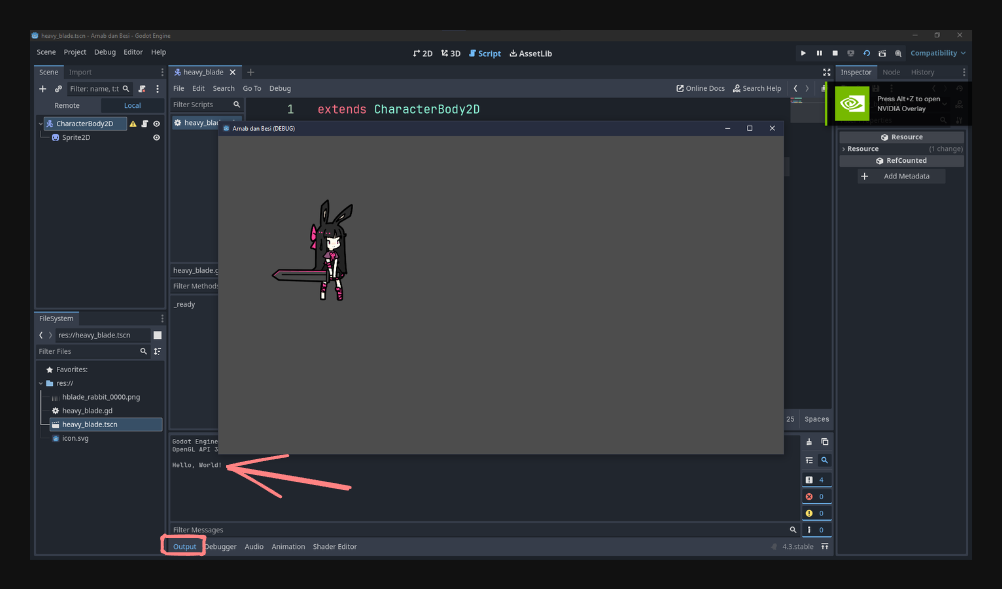 heavy_blade.tscn - Arnab dan Besi - Godot Engine
Scene Project Debug Editor Help
2D 3D Script AssetLib
Compatibility
Scene Import
heavy_blade
Inspector Node History
Filter: name, t:t
File Edit Search Go To Debug
Online Docs Search Help
Remote Local
Filter Scripts
1 extends CharacterBody2D
Press Alt+Z to open
NVIDIA Overlay
CharacterBody2D
Sprite2D
Arnab dan Besi (DEBUG)
Resource
Resource (1 change)
RefCounted
Add Metadata
heavy_blade.g
Filter Methods
_ready
FileSystem
res://heavy_blade.tscn
Filter Files
Favorites:
res://
hblade_rabbit_0000.png
heavy_blade.gd
heavy_blade.tscn
icon.svg
25 Spaces
Godot Engine
OpenGL API 3
Hello, World!
4
0
0
0
Filter Messages
Output Debugger Audio Animation Shader Editor
4.3.stable